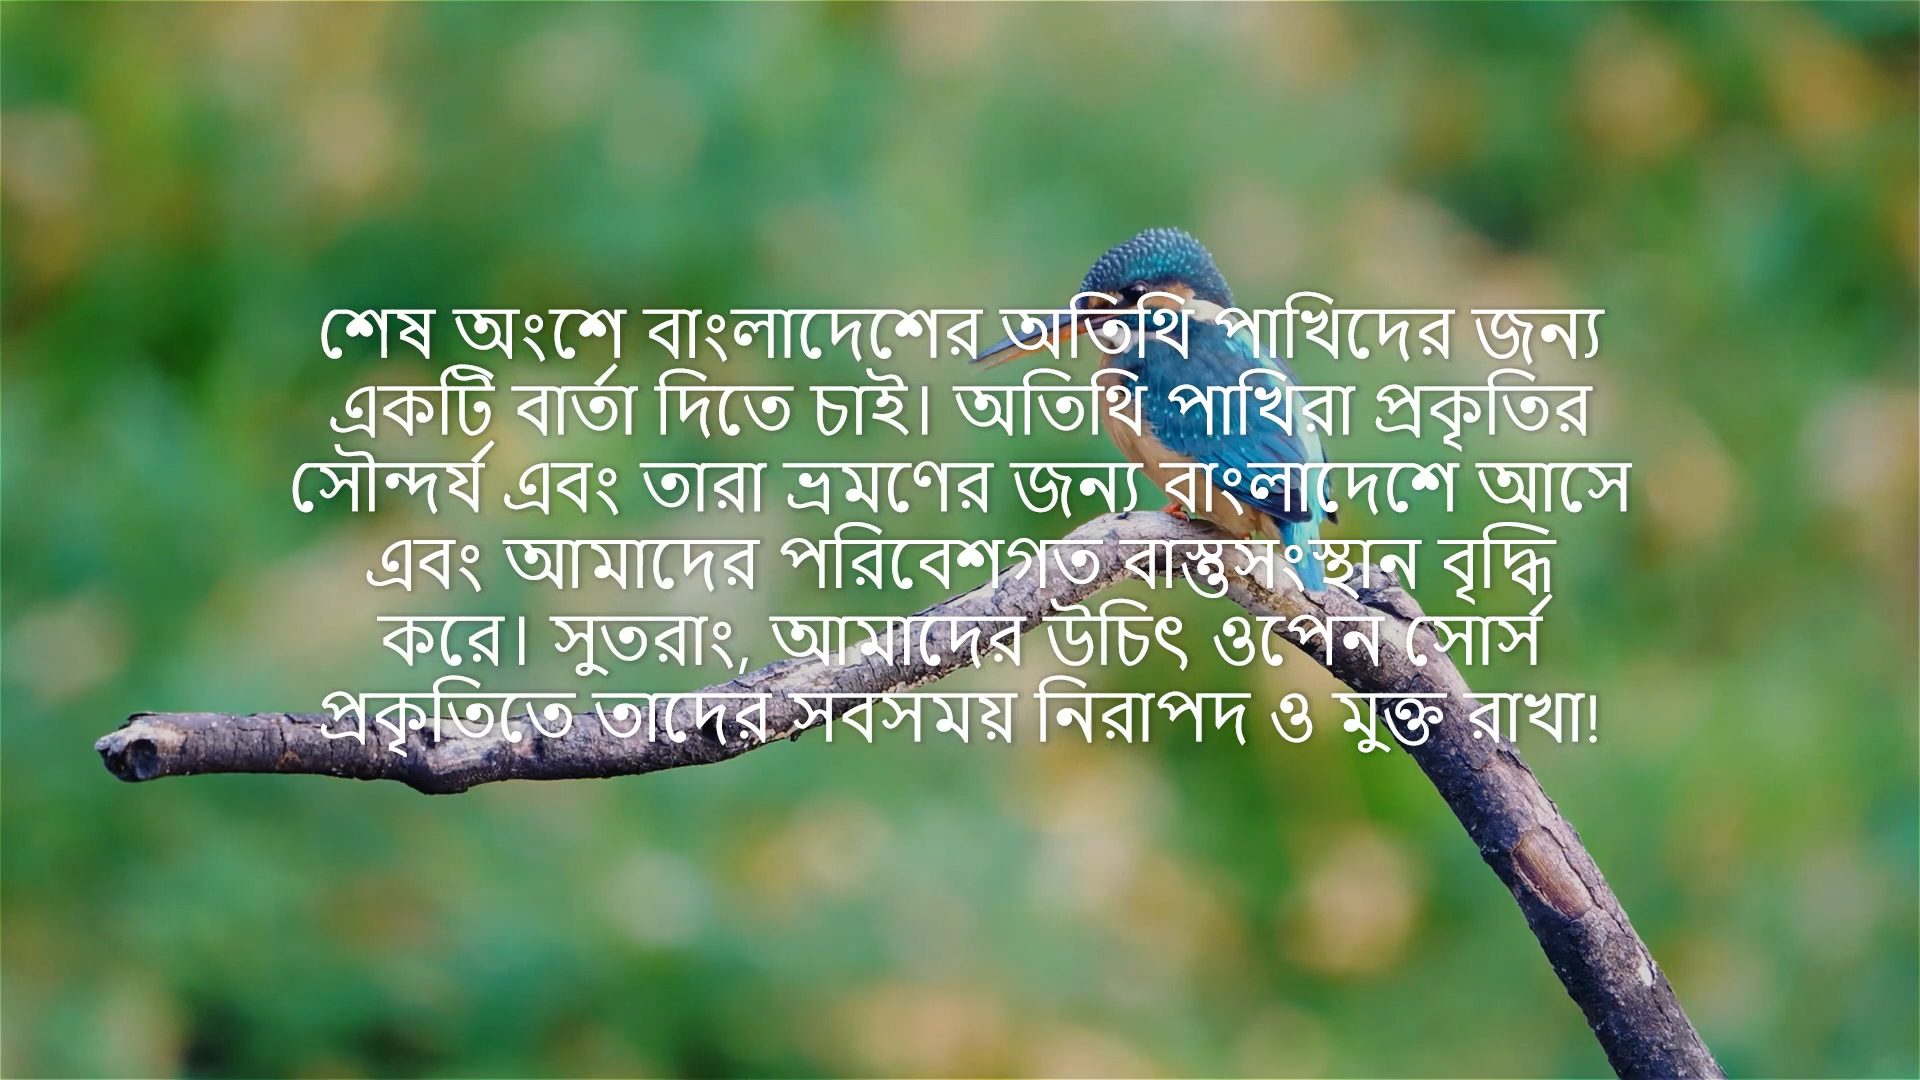 শেষ অংশে বাংলাদেশের অতিথি পাখিদের জন্য
একটি বার্তা দিতে চাই। অতিথি পাখিরা প্রকৃতির
সৌন্দর্য এবং তারা ভ্রমণের জন্য বাংলাদেশে আসে
এবং আমাদের পরিবেশগত বাস্তুসংস্থান বৃদ্ধি
করে। সুতরাং, আমাদের উচিৎ ওপেন সোর্স
প্রকৃতিতে তাদের সবসময় নিরাপদ ও মুক্ত রাখা!